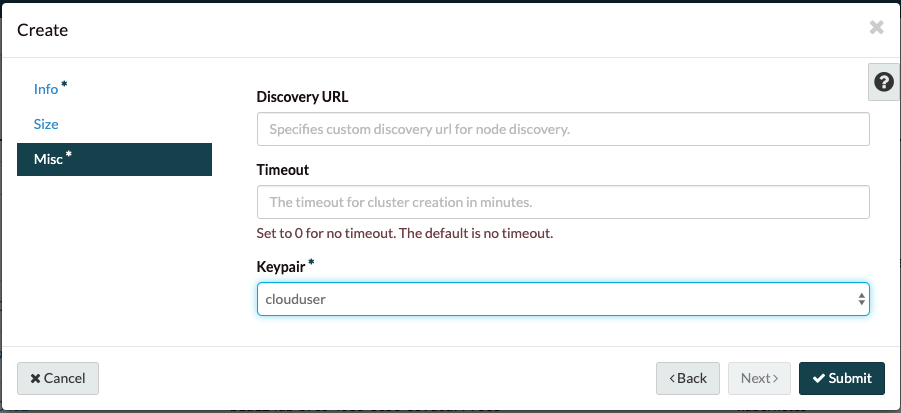 Create
Info *
Size
Misc *
Discovery URL
Specifies custom discovery url for node discovery.
Timeout
The timeout for cluster creation in minutes.
Set to 0 for no timeout. The default is no timeout.
Keypair *
clouduser
Cancel
Back
Next
Submit